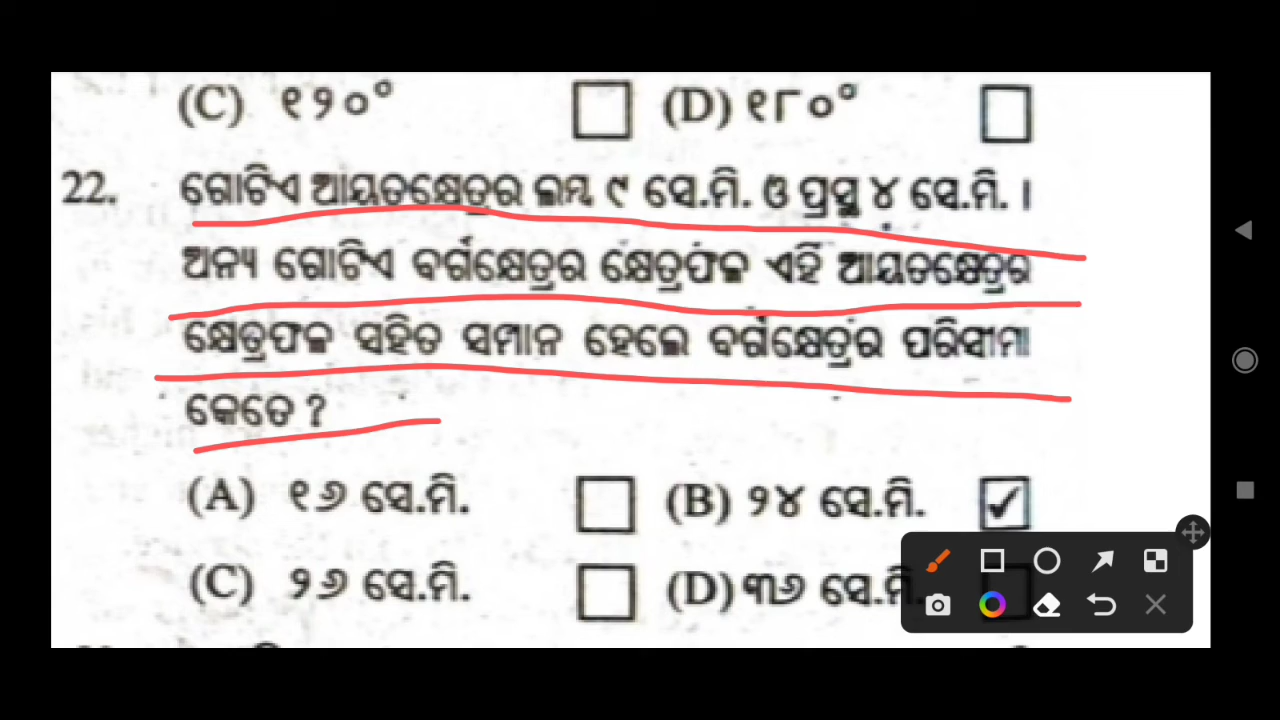 (C) ୧୨୦° (D) ୧୮୦°
22. ଗୋଟିଏ ଆୟତକ୍ଷେତ୍ରର ଲମ୍ବ ୯ ସେ.ମି. ଓ ପ୍ରସ୍ଥ ୪ ସେ.ମି. ।
ଅନ୍ୟ ଗୋଟିଏ ବର୍ଗକ୍ଷେତ୍ରର କ୍ଷେତ୍ରଫଳ ଏହି ଆୟତକ୍ଷେତ୍ରର
କ୍ଷେତ୍ରଫଳ ସହିତ ସମାନ ହେଲେ ବର୍ଗକ୍ଷେତ୍ରର ପରିସୀମା
କେତେ ?
(A) ୧୬ ସେ.ମି. (B) ୨୪ ସେ.ମି.
(C) ୨୬ ସେ.ମି. (D) ୩୬ ସେ.ମି.